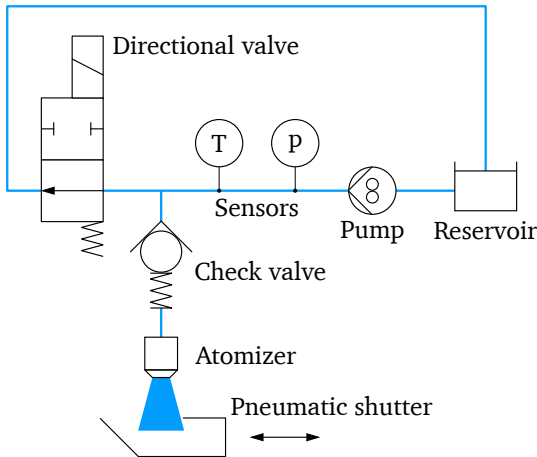 Directional valve
T
p
Sensors
Pump
Reservoir
Check valve
Atomizer
Pneumatic shutter